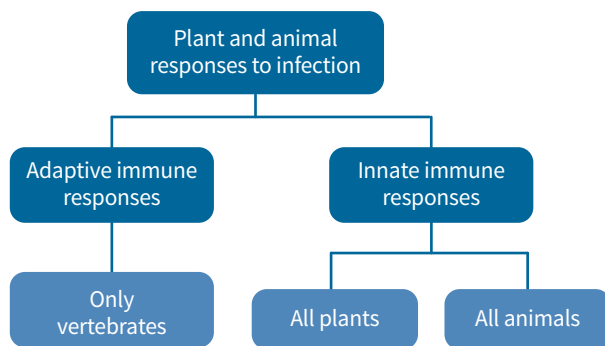 Plant and animal
responses to infection
Adaptive immune
responses
Innate immune
responses
Only
vertebrates
All plants
All animals